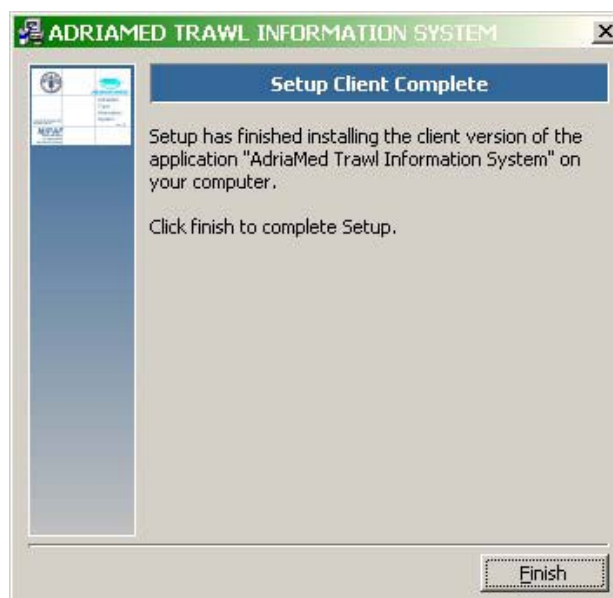 ADRIAMED TRAWL INFORMATION SYSTEM
Setup Client Complete
Setup has finished installing the client version of the
application "AdriaMed Trawl Information System" on
your computer.
Click finish to complete Setup.
Finish